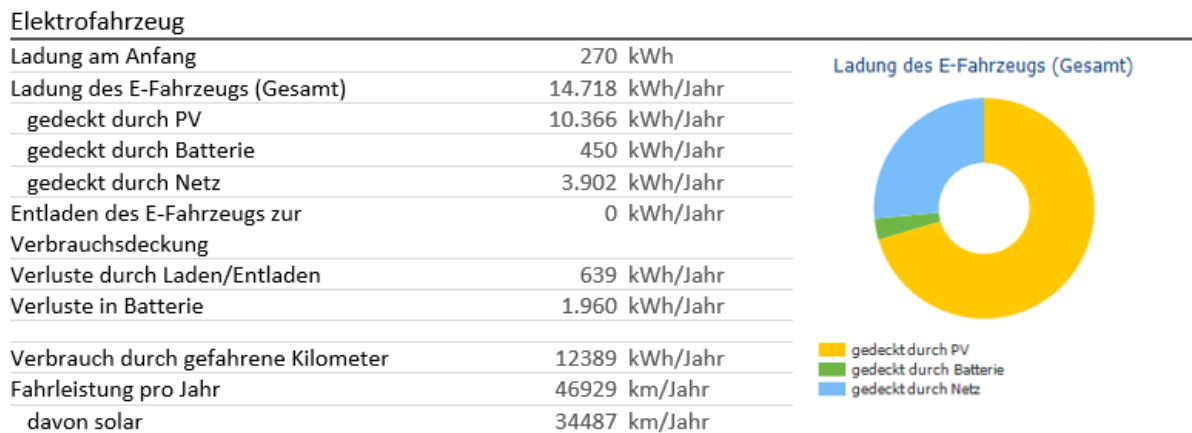 Elektrofahrzeug
Ladung am Anfang 270 kWh
Ladung des E-Fahrzeugs (Gesamt) 14.718 kWh/Jahr
gedeckt durch PV 10.366 kWh/Jahr
gedeckt durch Batterie 450 kWh/Jahr
gedeckt durch Netz 3.902 kWh/Jahr
Entladen des E-Fahrzeugs zur 0 kWh/Jahr
Verbrauchsdeckung
Verluste durch Laden/Entladen 639 kWh/Jahr
Verluste in Batterie 1.960 kWh/Jahr
Verbrauch durch gefahrene Kilometer 12389 kWh/Jahr
Fahrleistung pro Jahr 46929 km/Jahr
davon solar 34487 km/Jahr
Ladung des E-Fahrzeugs (Gesamt)
gedeckt durch PV
gedeckt durch Batterie
gedeckt durch Netz